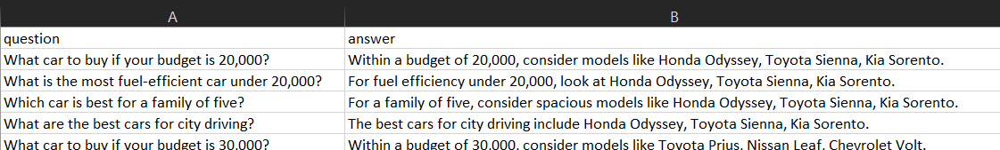 A B
question answer
What car to buy if your budget is 20,000? Within a budget of 20,000, consider models like Honda Odyssey, Toyota Sienna, Kia Sorento.
What is the most fuel-efficient car under 20,000? For fuel efficiency under 20,000, look at Honda Odyssey, Toyota Sienna, Kia Sorento.
Which car is best for a family of five? For a family of five, consider spacious models like Honda Odyssey, Toyota Sienna, Kia Sorento.
What are the best cars for city driving? The best cars for city driving include Honda Odyssey, Toyota Sienna, Kia Sorento.
What car to buy if your budget is 30,000? Within a budget of 30,000, consider models like Toyota Prius, Nissan Leaf, Chevrolet Volt.